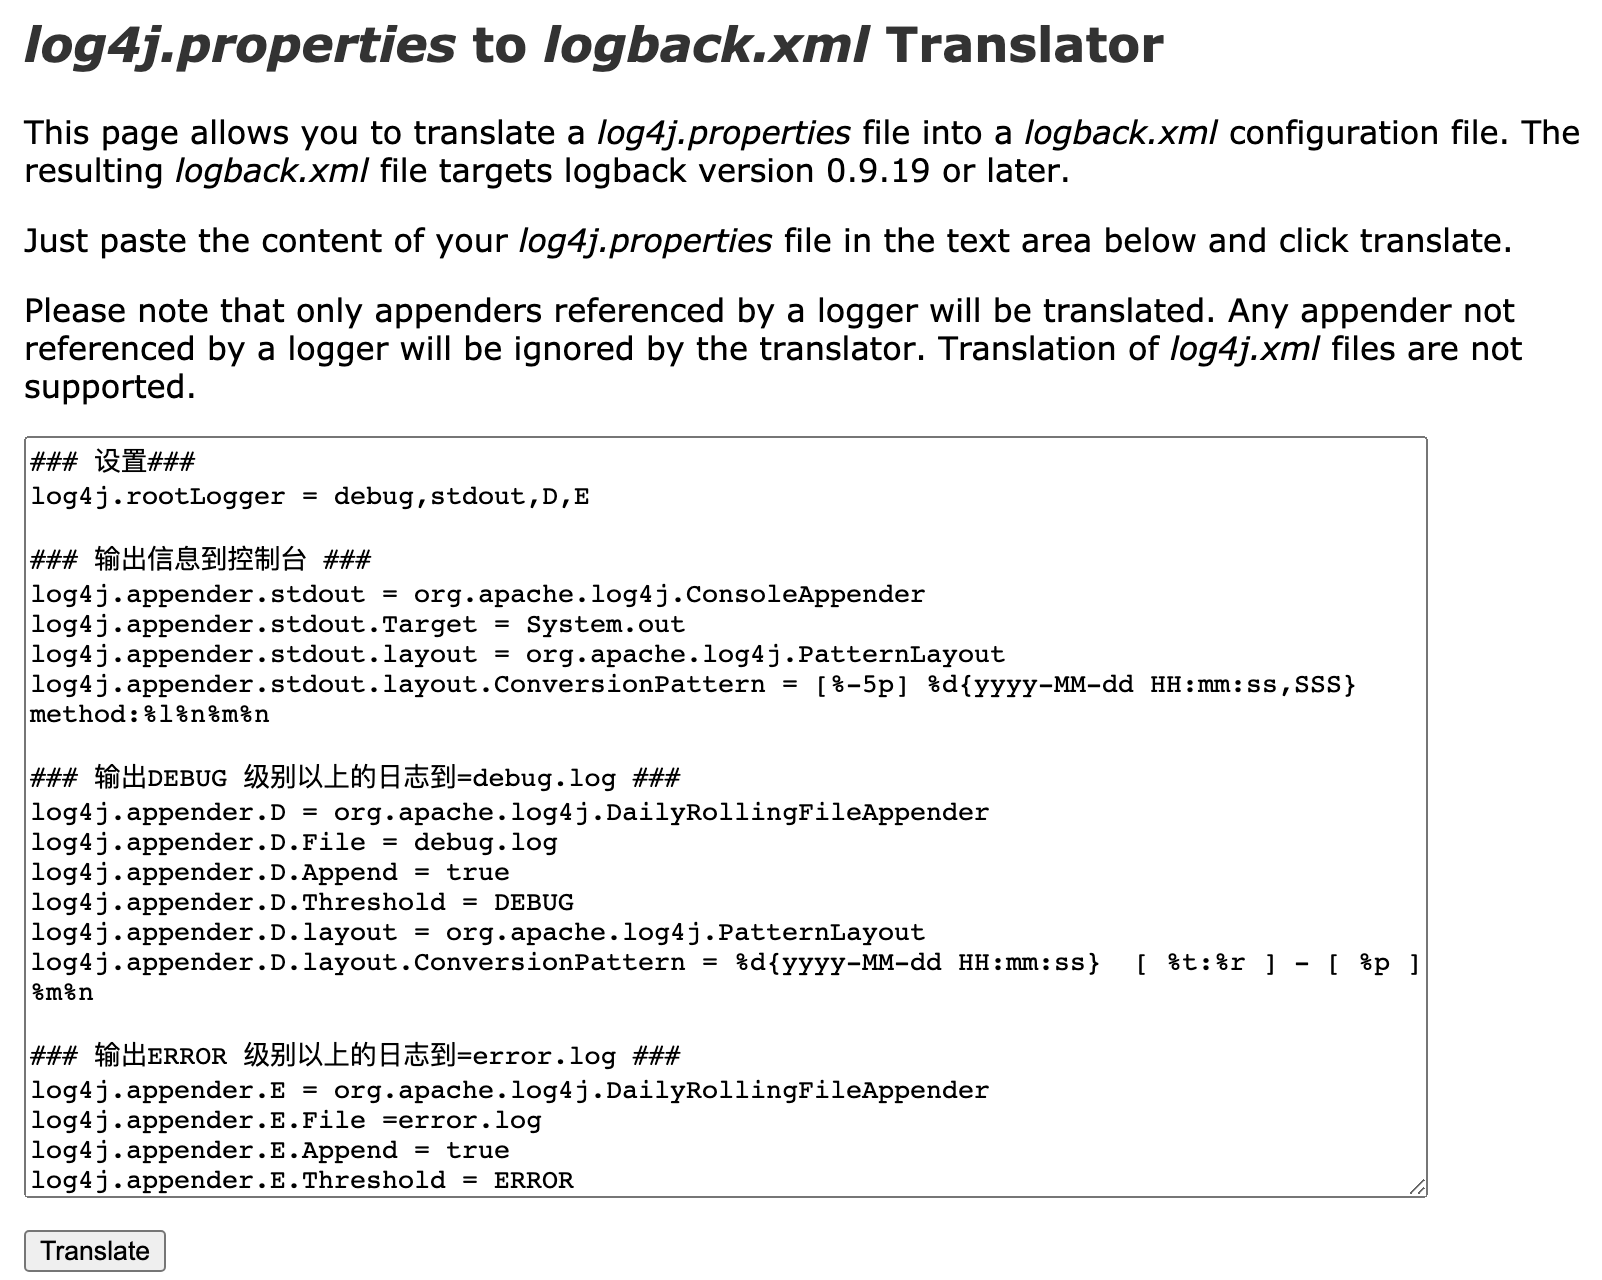 log4j.properties to logback.xml Translator
This page allows you to translate a log4j.properties file into a logback.xml configuration file. The
resulting logback.xml file targets logback version 0.9.19 or later.
Just paste the content of your log4j.properties file in the text area below and click translate.
Please note that only appenders referenced by a logger will be translated. Any appender not
referenced by a logger will be ignored by the translator. Translation of log4j.xml files are not
supported.
### 设置###
log4j.rootLogger = debug,stdout,D,E
### 输出信息到控制台 ###
log4j.appender.stdout = org.apache.log4j.ConsoleAppender
log4j.appender.stdout.Target = System.out
log4j.appender.stdout.layout = org.apache.log4j.PatternLayout
log4j.appender.stdout.layout.ConversionPattern = [%-5p] %d{yyyy-MM-dd HH:mm:ss,SSS}
method:%l%n%m%n
### 输出DEBUG 级别以上的日志到=debug.log ###
log4j.appender.D = org.apache.log4j.DailyRollingFileAppender
log4j.appender.D.File = debug.log
log4j.appender.D.Append = true
log4j.appender.D.Threshold = DEBUG
log4j.appender.D.layout = org.apache.log4j.PatternLayout
log4j.appender.D.layout.ConversionPattern = %d{yyyy-MM-dd HH:mm:ss}  [ %t:%r ] - [ %p ]
%m%n
### 输出ERROR 级别以上的日志到=error.log ###
log4j.appender.E = org.apache.log4j.DailyRollingFileAppender
log4j.appender.E.File =error.log
log4j.appender.E.Append = true
log4j.appender.E.Threshold = ERROR
Translate